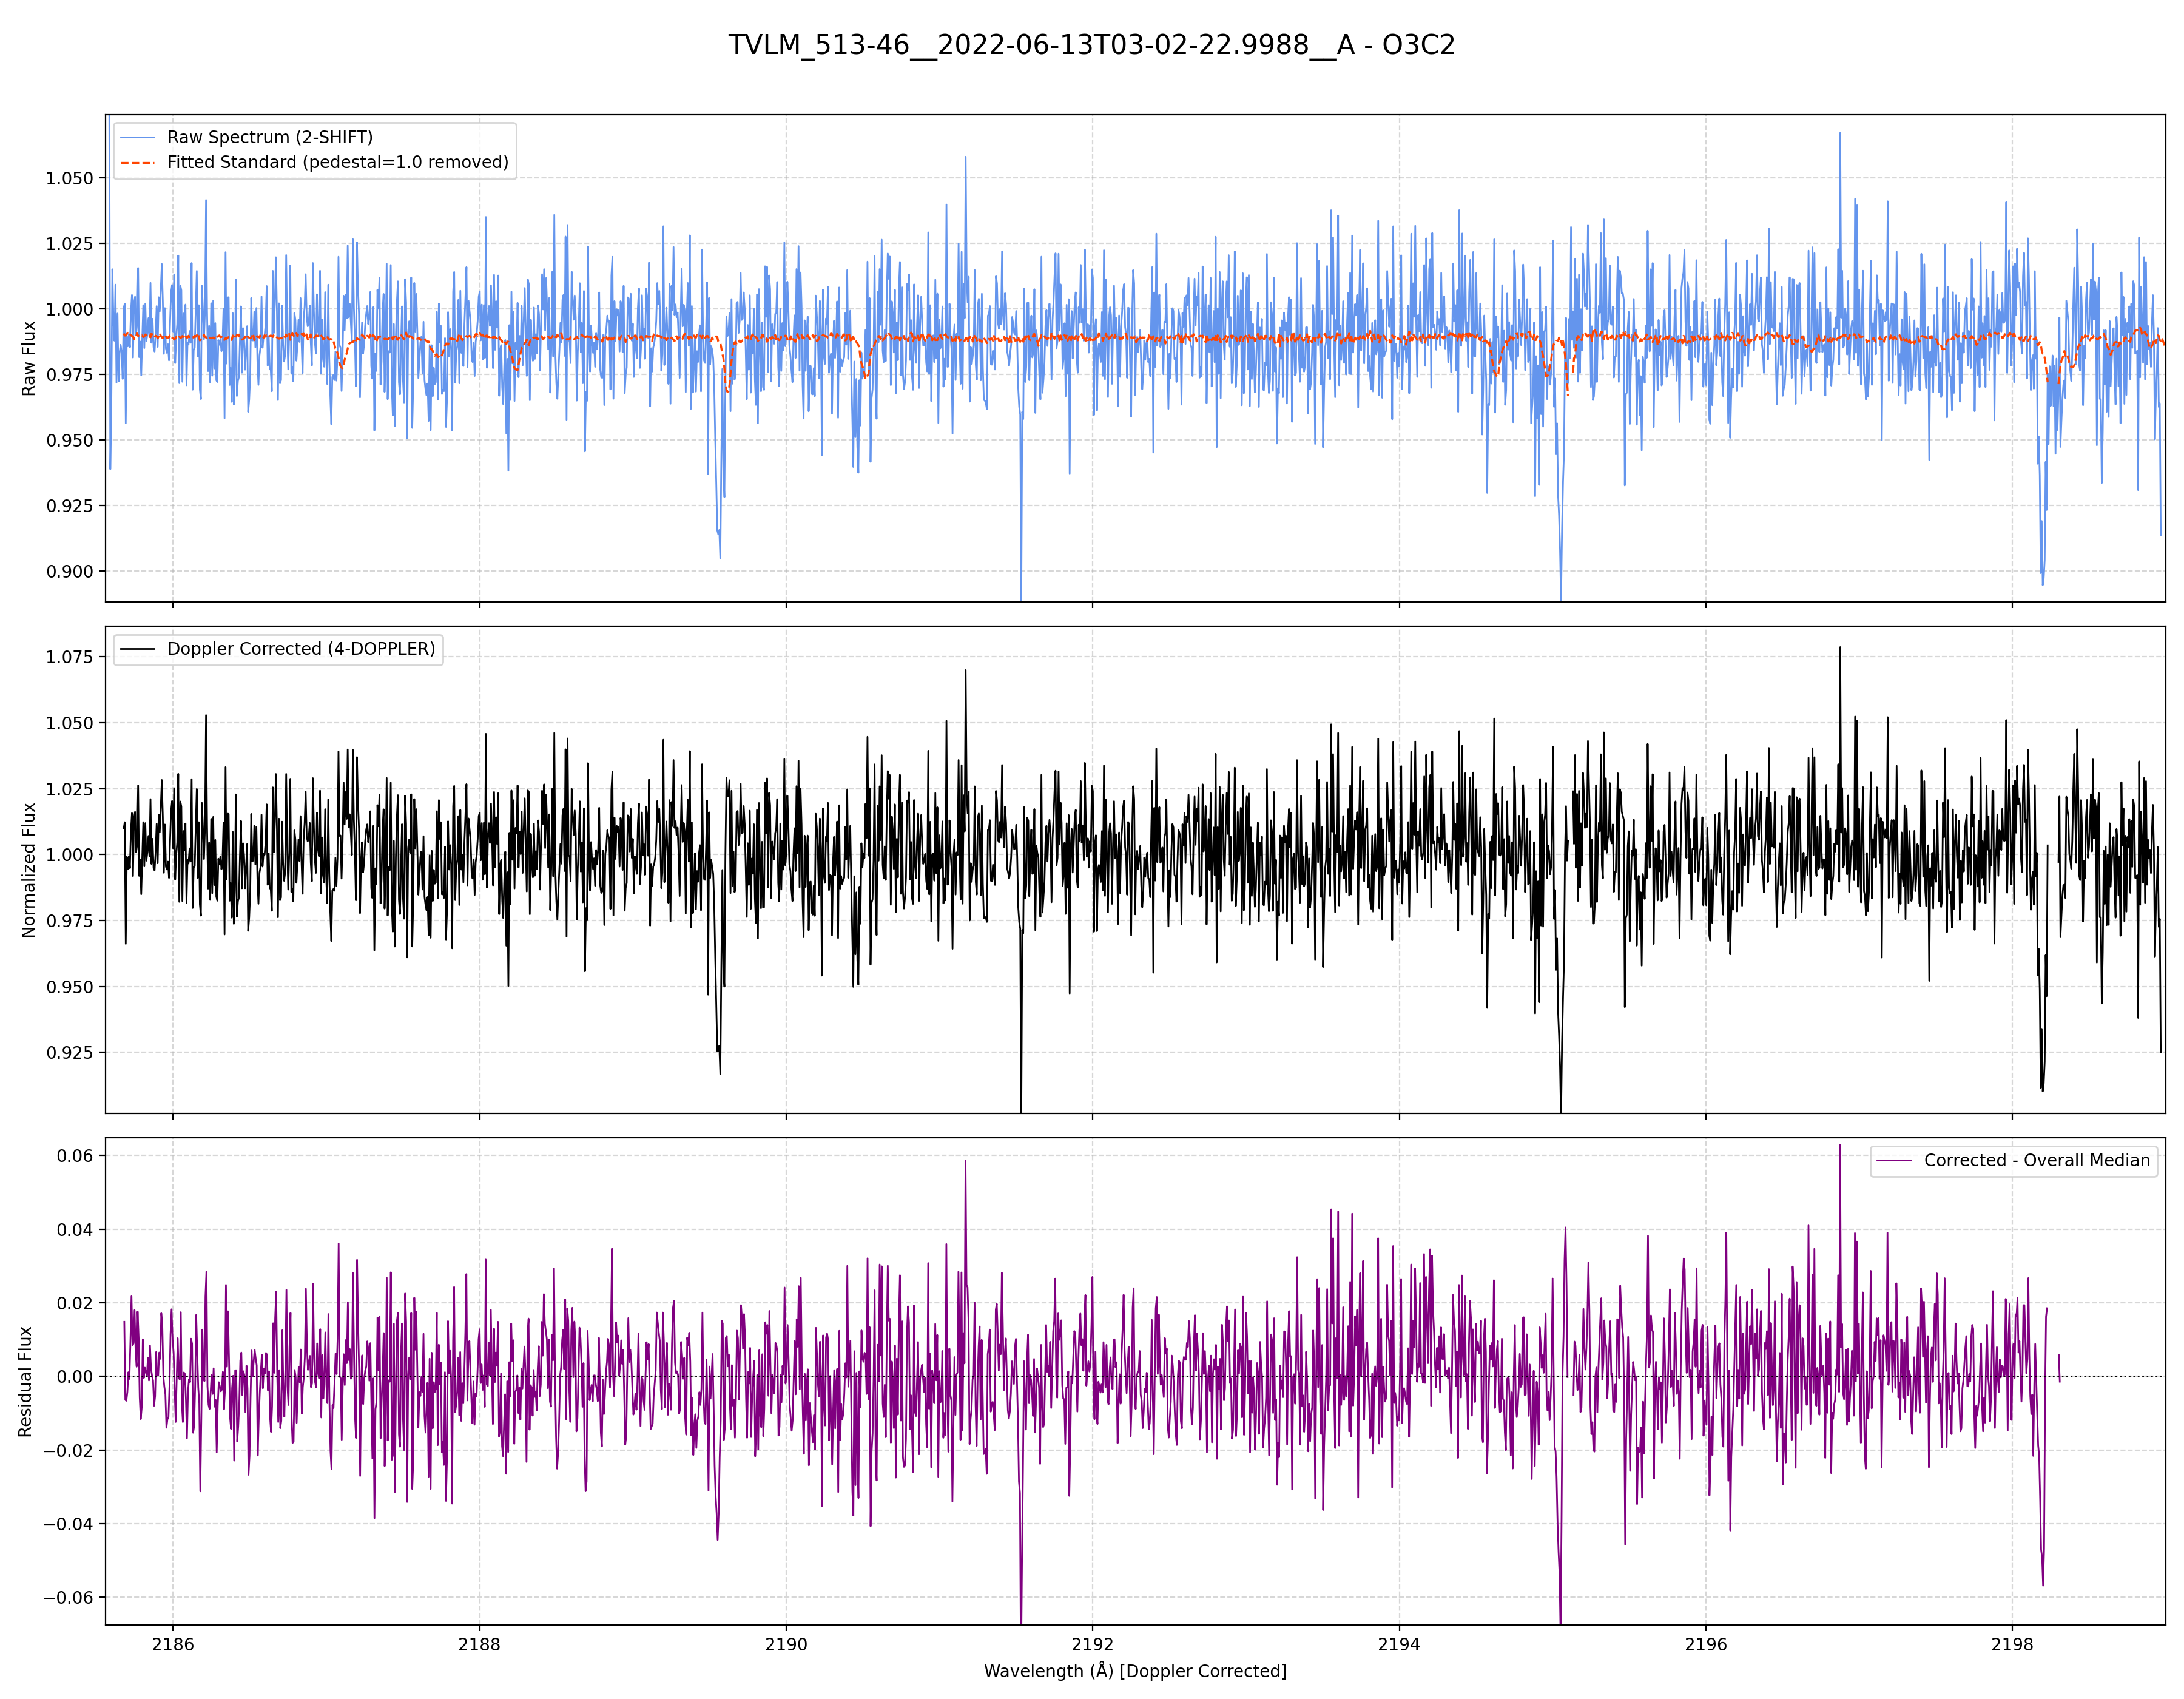 TVLM_513-46__2022-06-13T03-02-22.9988__A - O3C2
Raw Spectrum (2-SHIFT)
Fitted Standard (pedestal=1.0 removed)
Raw Flux
1.050
1.025
1.000
0.975
0.950
0.925
0.900
Doppler Corrected (4-DOPPLER)
Normalized Flux
1.075
1.050
1.025
1.000
0.975
0.950
0.925
Corrected - Overall Median
Residual Flux
0.06
0.04
0.02
0.00
−0.02
−0.04
−0.06
2186 2188 2190 2192 2194 2196 2198
Wavelength (Å) [Doppler Corrected]